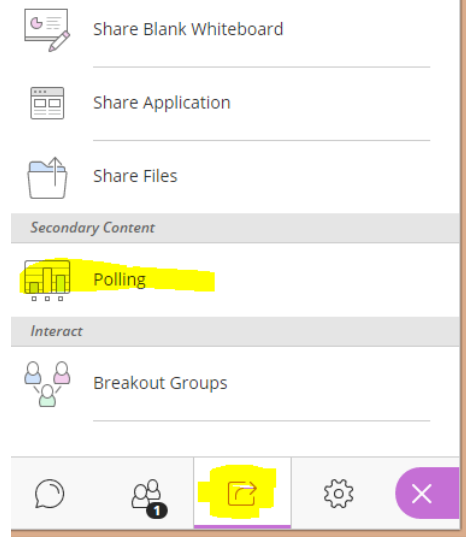 Share Blank Whiteboard
Share Application
Share Files
Secondary Content
Polling
Interact
Breakout Groups
1